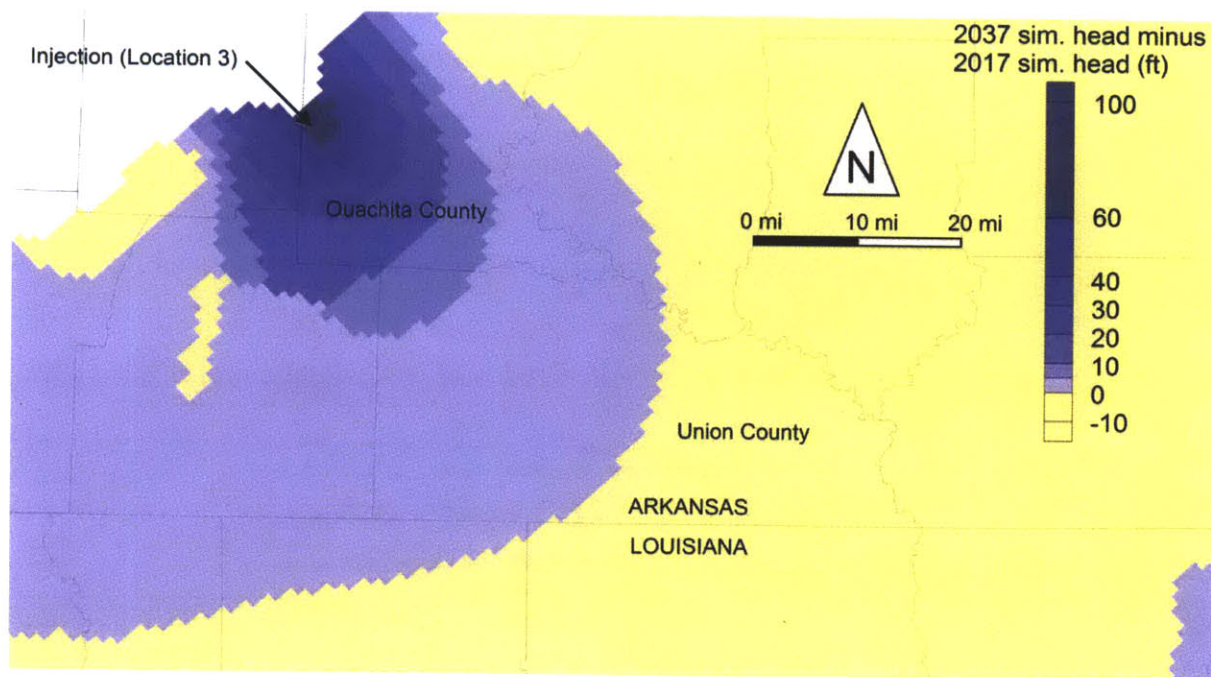 2037 sim. head minus
2017 sim. head (ft)
Injection (Location 3)
100
N
Ouachita County
0 mi 10 mi 20 mi
60
40
30
20
10
0
-10
Union County
ARKANSAS
LOUISIANA